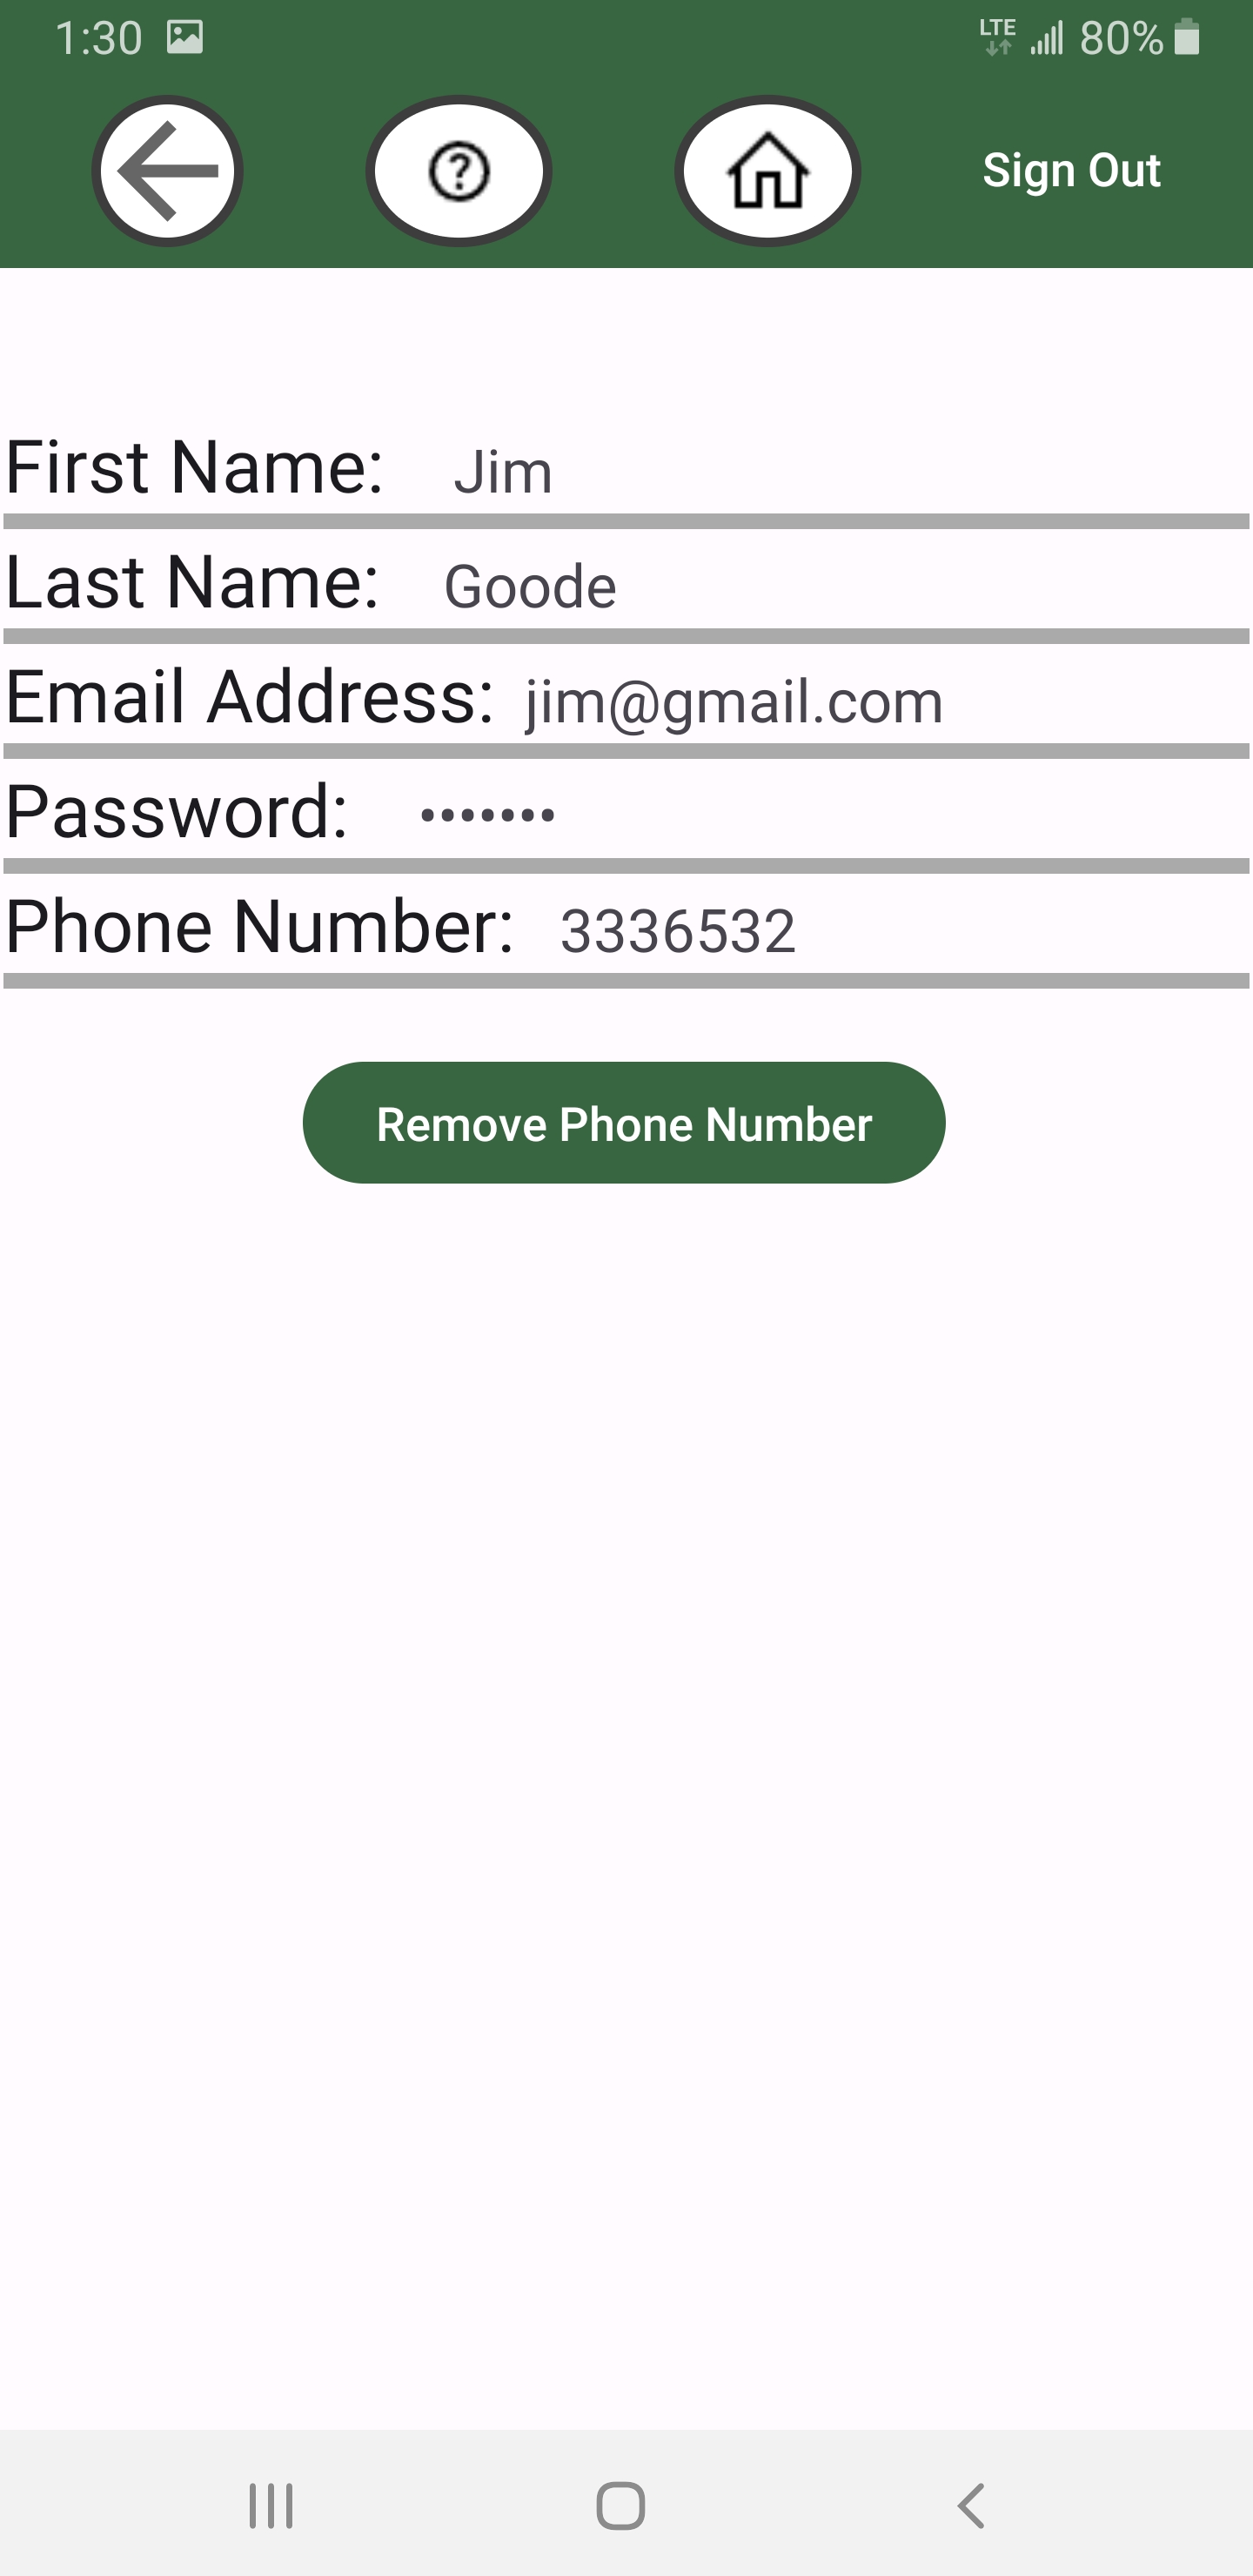 1:30 LTE 80%
? Sign Out
First Name: Jim
Last Name: Goode
Email Address: jim@gmail.com
Password: •••••••
Phone Number: 3336532
Remove Phone Number